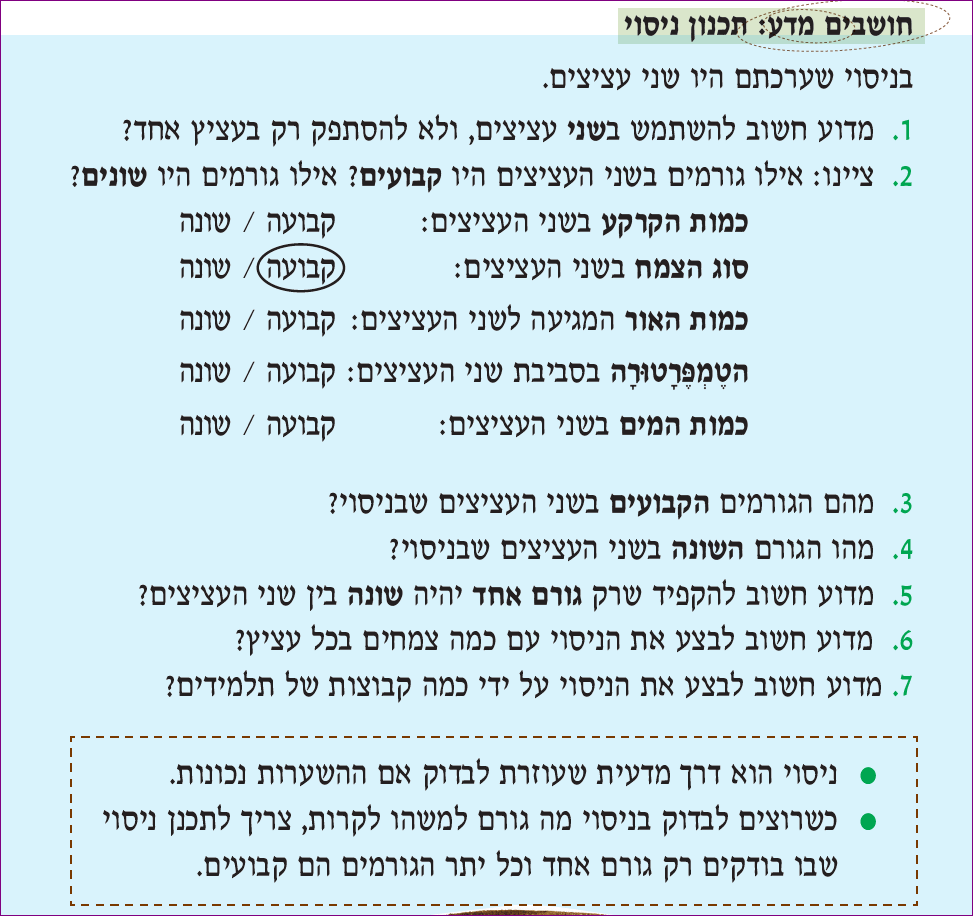 חושבים מדע: תכנון ניסוי
בניסוי שערכתם היו שני עציצים.
1. מדוע חשוב להשתמש בשני עציצים, ולא להסתפק רק בעציץ אחד?
2. ציינו: אילו גורמים בשני העציצים היו קבועים? אילו גורמים היו שונים?
כמות הקרקע בשני העציצים: קבועה / שונה
סוג הצמח בשני העציצים: קבועה / שונה
כמות האור המגיעה לשני העציצים: קבועה / שונה
הטֶמְפֶּרָטוּרָה בסביבת שני העציצים: קבועה / שונה
כמות המים בשני העציצים: קבועה / שונה
3. מהם הגורמים הקבועים בשני העציצים שבניסוי?
4. מהו הגורם השונה בשני העציצים שבניסוי?
5. מדוע חשוב להקפיד שרק גורם אחד יהיה שונה בין שני העציצים?
6. מדוע חשוב לבצע את הניסוי עם כמה צמחים בכל עציץ?
7. מדוע חשוב לבצע את הניסוי על ידי כמה קבוצות של תלמידים?
● ניסוי הוא דרך מדעית שעוזרת לבדוק אם ההשערות נכונות.
● כשרוצים לבדוק בניסוי מה גורם למשהו לקרות, צריך לתכנן ניסוי
שבו בודקים רק גורם אחד וכל יתר הגורמים הם קבועים.